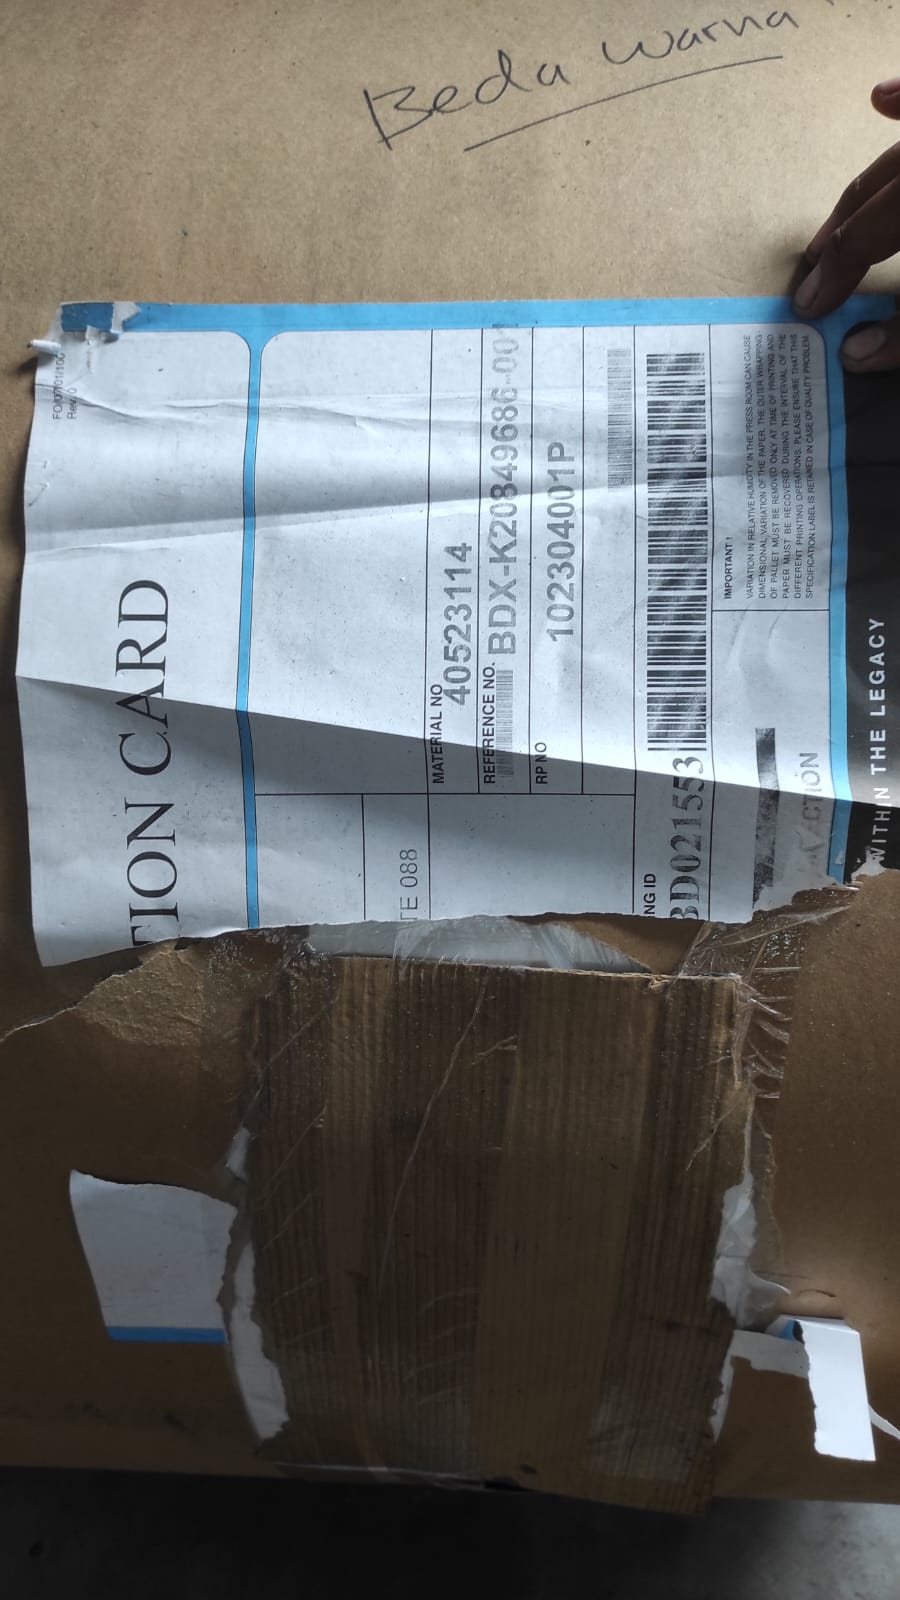 Beda warna
FO/07/01/100
Rev. 0
TION CARD
TE 088
MATERIAL NO
40523114
REFERENCE NO.
BDX-K20849686-00
RP NO
102304001P
NG ID
BD021553
IMPORTANT !
VARIATION IN RELATIVE HUMIDITY IN THE PRESS ROOM CAN CAUSE
DIMENSIONAL VARIATION OF THE PAPER. THE OUTER WRAPPING
OF PALLET MUST BE REMOVED ONLY AT TIME OF PRINTING AND
PAPER MUST BE RECOVERED DURING THE INTERVAL OF THE
DIFFERENT PRINTING OPERATIONS. PLEASE ENSURE THAT THIS
SPECIFICATION LABEL IS RETAINED IN CASE OF QUALITY PROBLEM.
WITHIN THE LEGACY